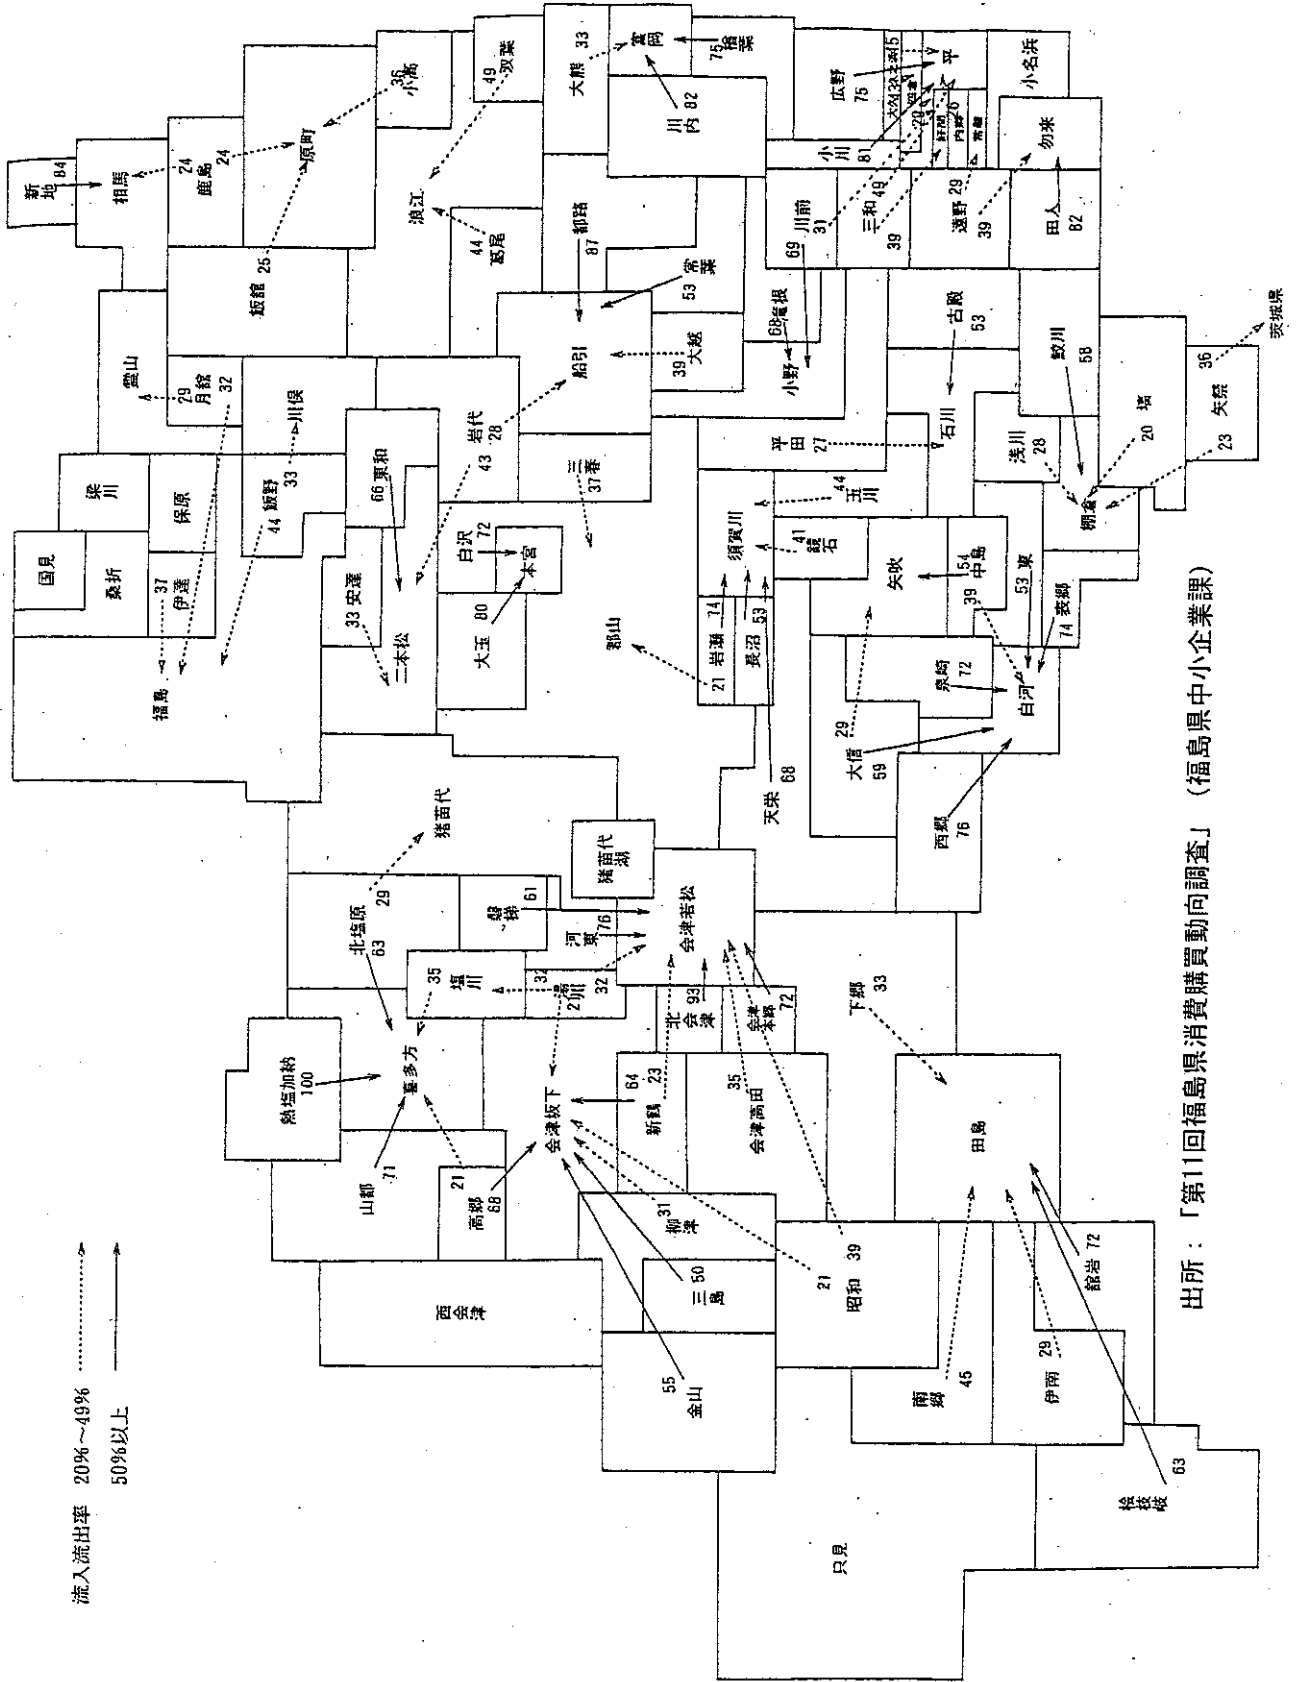 流入流出率 20%～49%
50%以上
新地 84
相馬
鹿島 24
24
原町
小高 36
飯館 25
浪江
双葉 49
葛尾 44
大熊 33
富岡
楢葉 75
川内 82
広野 75
大久
四倉
平
小川 81
好間
内郷
常磐
小名浜
勿来
川前 69
31
三和 49
39
遠野 29
39
田人 82
都路 87
常葉 53
船引
大越 39
滝根 68
小野
古殿 53
石川
平田 27
玉川 44
鮫川 58
浅川 28
棚倉
塙 20
矢祭 36
23
茨城県
霊山
月舘 29
32
川俣
梁川
保原
国見
桑折
伊達 37
飯野 33
44
福島
東和 66
岩代 28
43
安達 33
二本松
白沢 72
本宮
大玉 80
三春 37
郡山
須賀川
鏡石 41
岩瀬 74
21
長沼 53
天栄 68
矢吹
中島 54
39
東 53
表郷 74
泉崎 72
白河
大信 29
59
西郷 76
猪苗代
猪苗代湖
北塩原 29
63
磐梯 61
河東 76
会津若松
塩川 35
湯川 32
21
32
熱塩加納 100
喜多方
山都 71
高郷 21
68
会津坂下
北会津 93
会津本郷 72
新鶴 64
23
会津高田 35
柳津 31
三島 50
金山 55
西会津
昭和 21
39
下郷 33
田島
南郷 45
伊南 29
舘岩 72
桧枝岐 63
只見
出所：「第11回福島県消費購買動向調査」（福島県中小企業課）